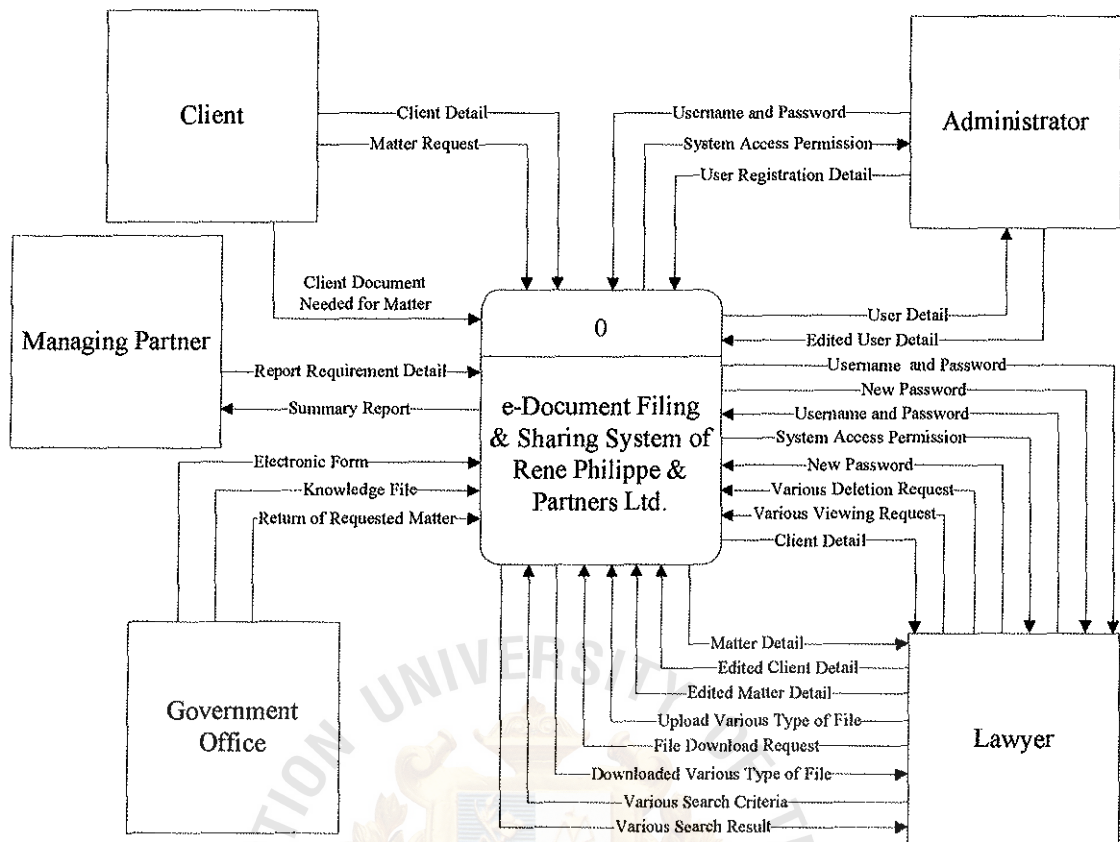 Client
Client Detail
Matter Request
Username and Password
System Access Permission
User Registration Detail
Administrator
Client Document
Needed for Matter
Managing Partner
Report Requirement Detail
Summary Report
0
e-Document Filing
& Sharing System of
Rene Philippe &
Partners Ltd.
User Detail
Edited User Detail
Username and Password
New Password
Username and Password
System Access Permission
New Password
Various Deletion Request
Various Viewing Request
Client Detail
Electronic Form
Knowledge File
Return of Requested Matter
Government
Office
Matter Detail
Edited Client Detail
Edited Matter Detail
Upload Various Type of File
File Download Request
Downloaded Various Type of File
Various Search Criteria
Various Search Result
Lawyer
UNIVERSITY OF